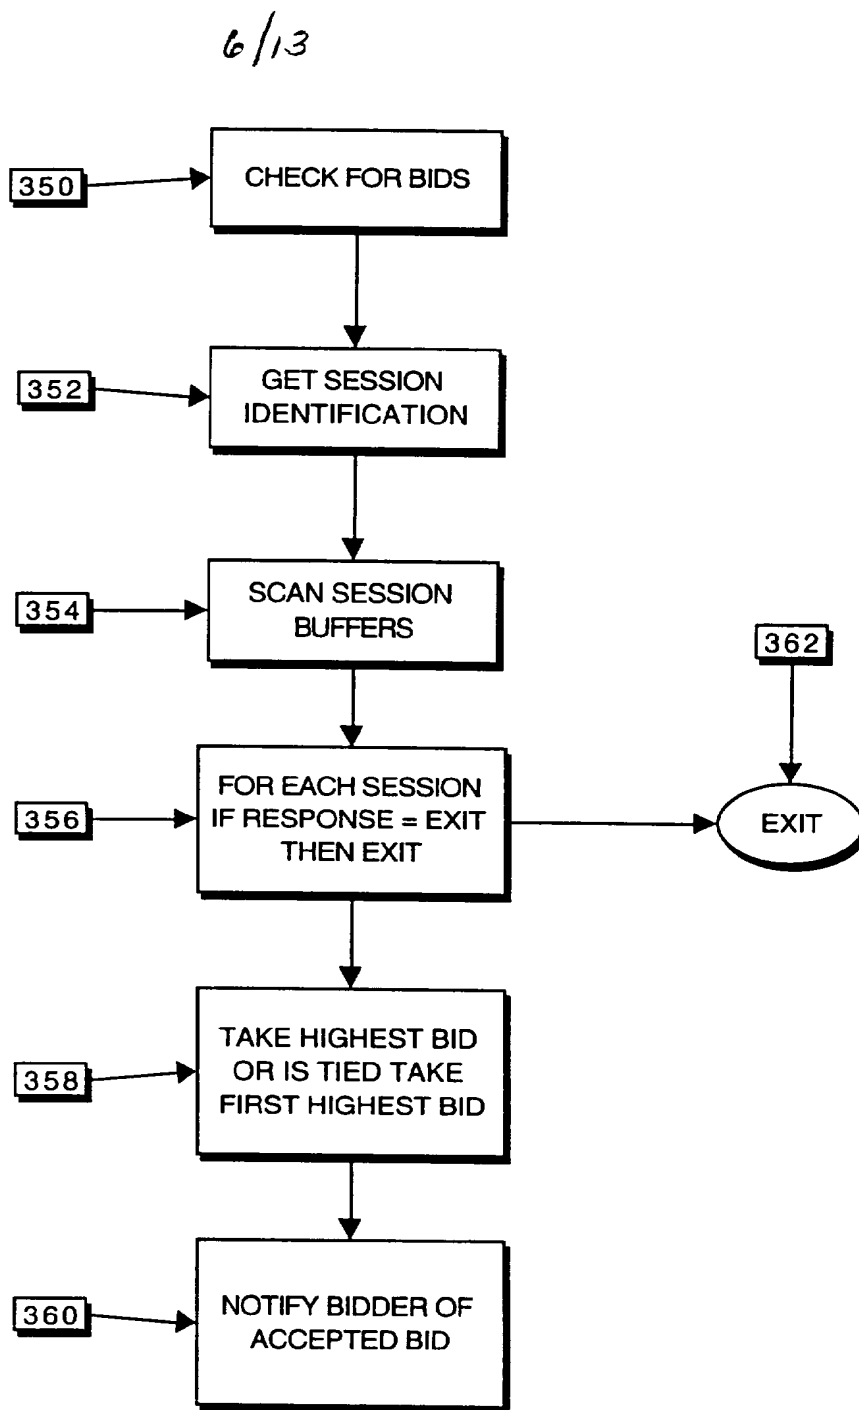 6/13
350
CHECK FOR BIDS
352
GET SESSION
IDENTIFICATION
354
SCAN SESSION
BUFFERS
362
356
FOR EACH SESSION
IF RESPONSE = EXIT
THEN EXIT
EXIT
358
TAKE HIGHEST BID
OR IS TIED TAKE
FIRST HIGHEST BID
360
NOTIFY BIDDER OF
ACCEPTED BID